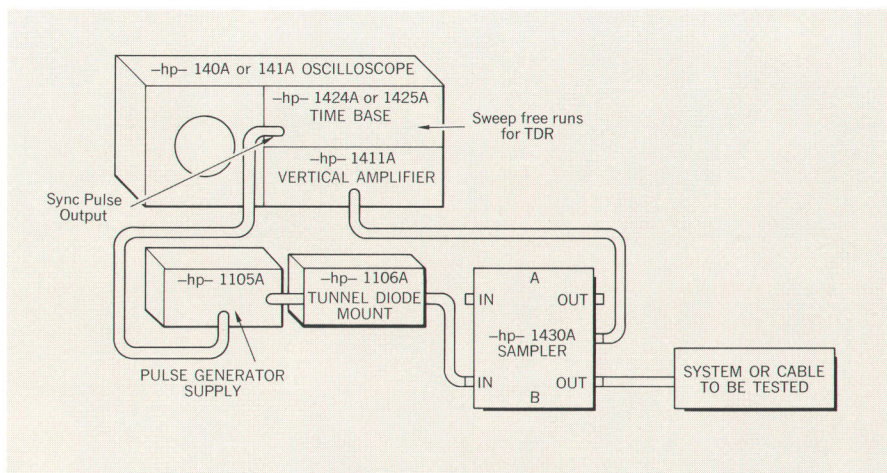 –hp– 140A or 141A OSCILLOSCOPE
–hp– 1424A or 1425A
TIME BASE
Sweep free runs
for TDR
–hp– 1411A
VERTICAL AMPLIFIER
Sync Pulse
Output
–hp– 1105A
–hp– 1106A
TUNNEL DIODE
MOUNT
PULSE GENERATOR
SUPPLY
A
IN OUT
–hp– 1430A
SAMPLER
IN OUT
B
SYSTEM OR CABLE
TO BE TESTED